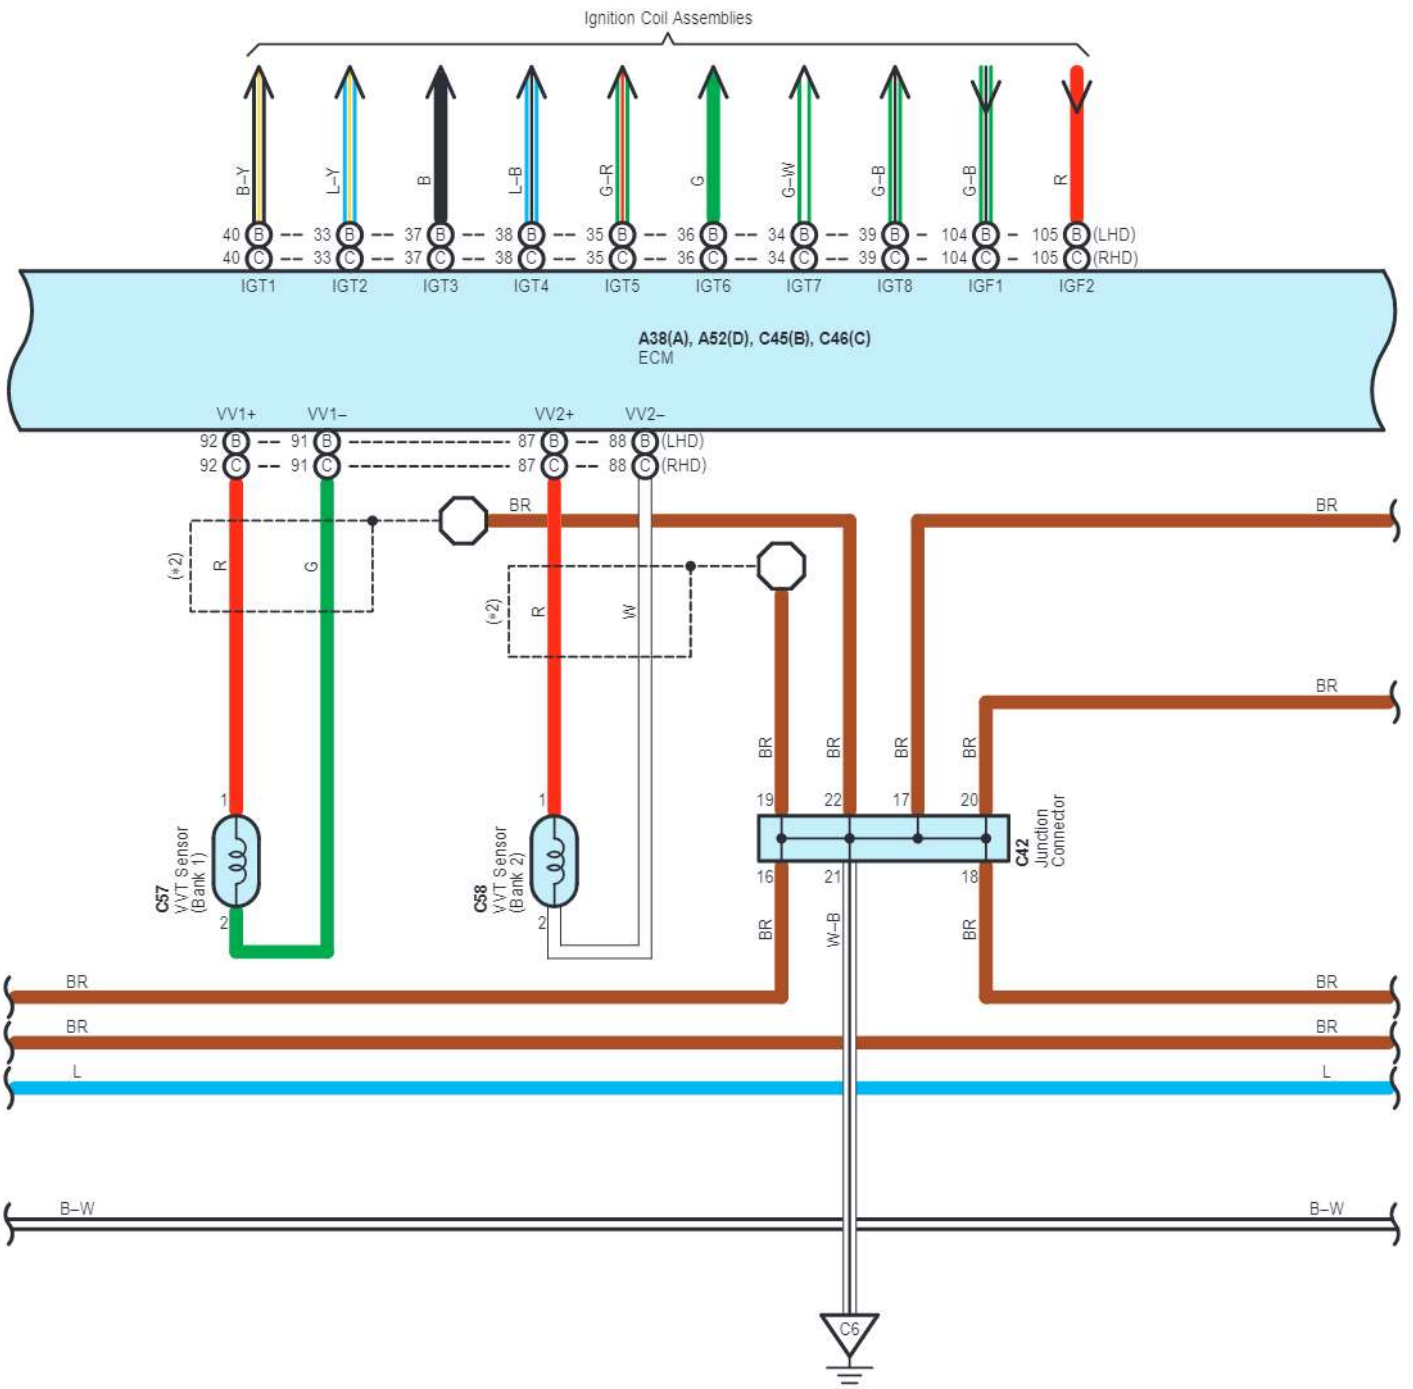 Ignition Coil Assemblies
B–Y
L–Y
B
L–B
G–R
G
G–W
G–B
G–B
R
40 B 33 B 37 B 38 B 35 B 36 B 34 B 39 B 104 B 105 B (LHD)
40 C 33 C 37 C 38 C 35 C 36 C 34 C 39 C 104 C 105 C (RHD)
IGT1 IGT2 IGT3 IGT4 IGT5 IGT6 IGT7 IGT8 IGF1 IGF2
A38(A), A52(D), C45(B), C46(C)
ECM
VV1+ VV1– VV2+ VV2–
92 B 91 B 87 B 88 B (LHD)
92 C 91 C 87 C 88 C (RHD)
BR
BR
(*2)
R
G
(*2)
R
W
BR
BR
BR
BR
BR
1
1
19 22 17 20
C57
VVT Sensor
(Bank 1)
C58
VVT Sensor
(Bank 2)
C42
Junction
Connector
16 21 18
2
2
BR
W–B
BR
BR
BR
BR
BR
L
L
B–W
B–W
C6